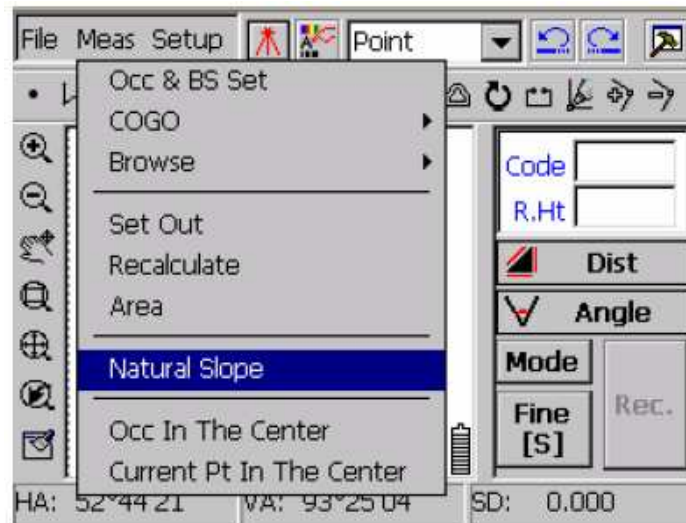 File Meas Setup Point
Occ & BS Set
COGO
Browse
Set Out
Recalculate
Area
Natural Slope
Occ In The Center
Current Pt In The Center
Code
R.Ht
Dist
Angle
Mode
Fine
[S]
Rec.
HA: 52°44'21 VA: 93°25'04 SD: 0.000